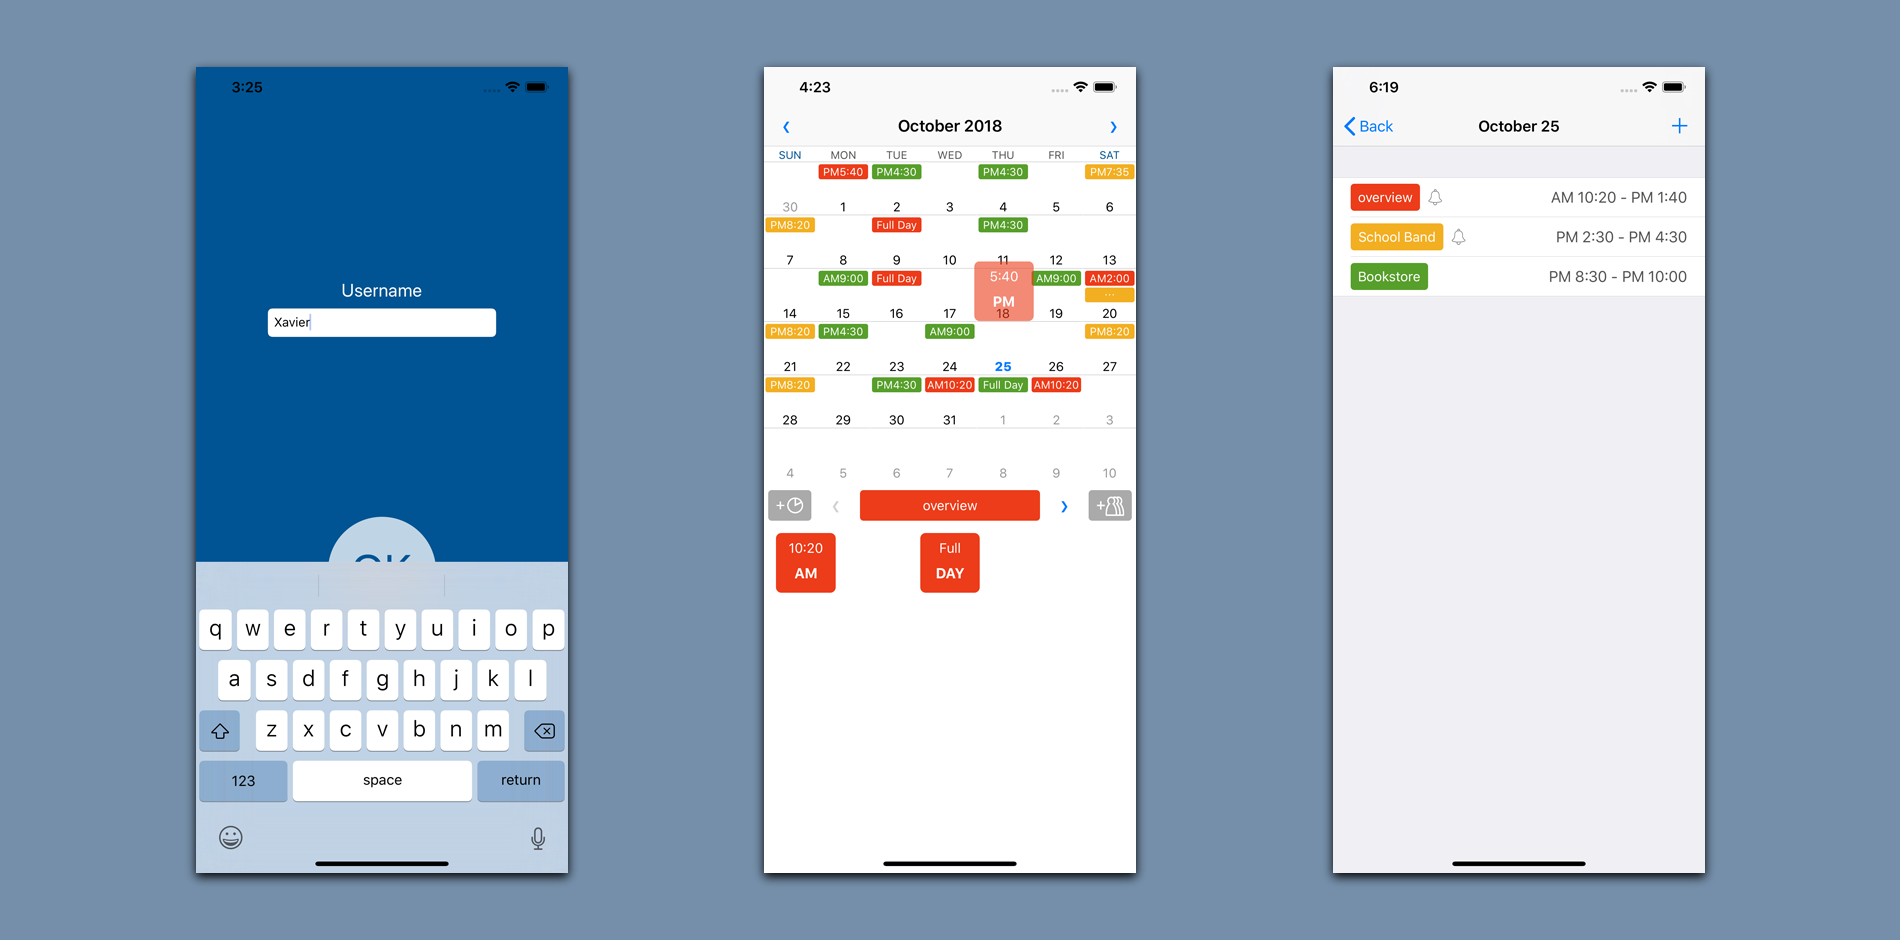 3:25
Username
Xavier
OK
q w e r t y u i o p
a s d f g h j k l
z x c v b n m
123 space return
4:23
October 2018
SUN MON TUE WED THU FRI SAT
PM5:40 PM4:30 PM4:30 PM7:35
30 1 2 3 4 5 6
PM8:20 Full Day PM4:30
7 8 9 10 11 12 13
AM9:00 Full Day 5:40 AM9:00 AM2:00
PM ...
14 15 16 17 18 19 20
PM8:20 PM4:30 AM9:00 PM8:20
21 22 23 24 25 26 27
PM8:20 PM4:30 AM10:20 Full Day AM10:20
28 29 30 31 1 2 3
4 5 6 7 8 9 10
+ overview +
10:20 Full
AM DAY
6:19
Back October 25 +
overview AM 10:20 - PM 1:40
School Band PM 2:30 - PM 4:30
Bookstore PM 8:30 - PM 10:00